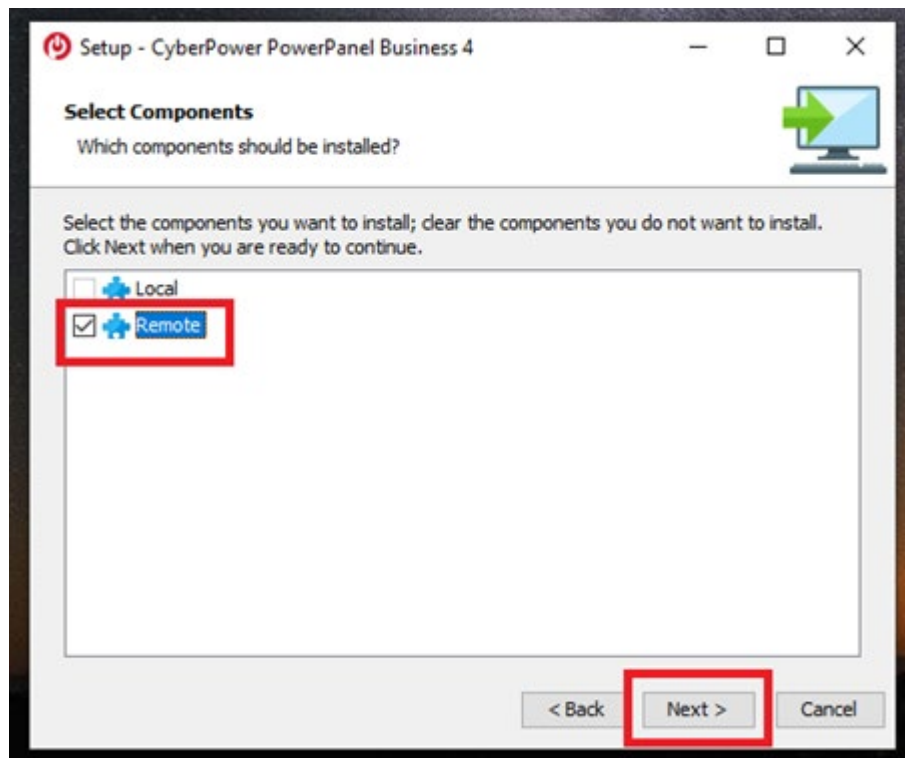 Setup - CyberPower PowerPanel Business 4
Select Components
Which components should be installed?
Select the components you want to install; clear the components you do not want to install.
Click Next when you are ready to continue.
Local
Remote
< Back
Next >
Cancel